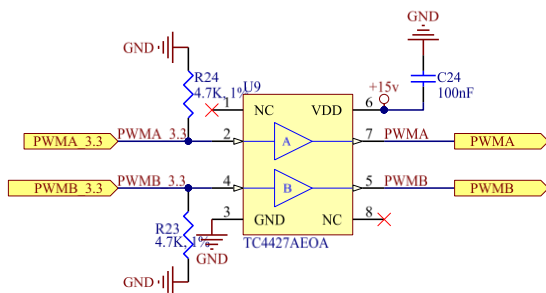 GND
GND
R24
4.7K, 1%
U9
+15v
C24
100nF
1
NC
VDD
6
PWMA_3.3
PWMA_3.3
2
A
7
PWMA
PWMA
PWMB_3.3
PWMB_3.3
4
B
5
PWMB
PWMB
3
GND
NC
8
R23
4.7K, 1%
GND
TC4427AEOA
GND